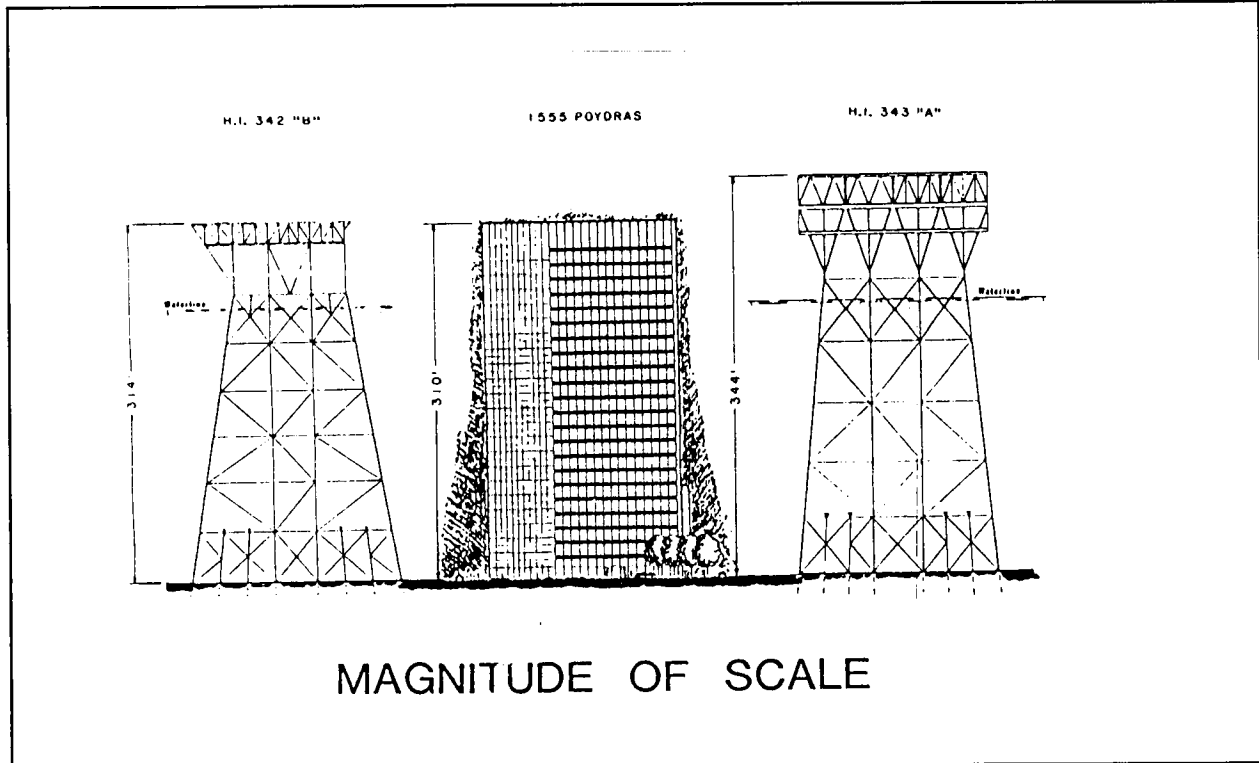 H.I. 342 "B"
1555 POYDRAS
H.I. 343 "A"
Waterline
Waterline
314'
310'
344'
MAGNITUDE OF SCALE